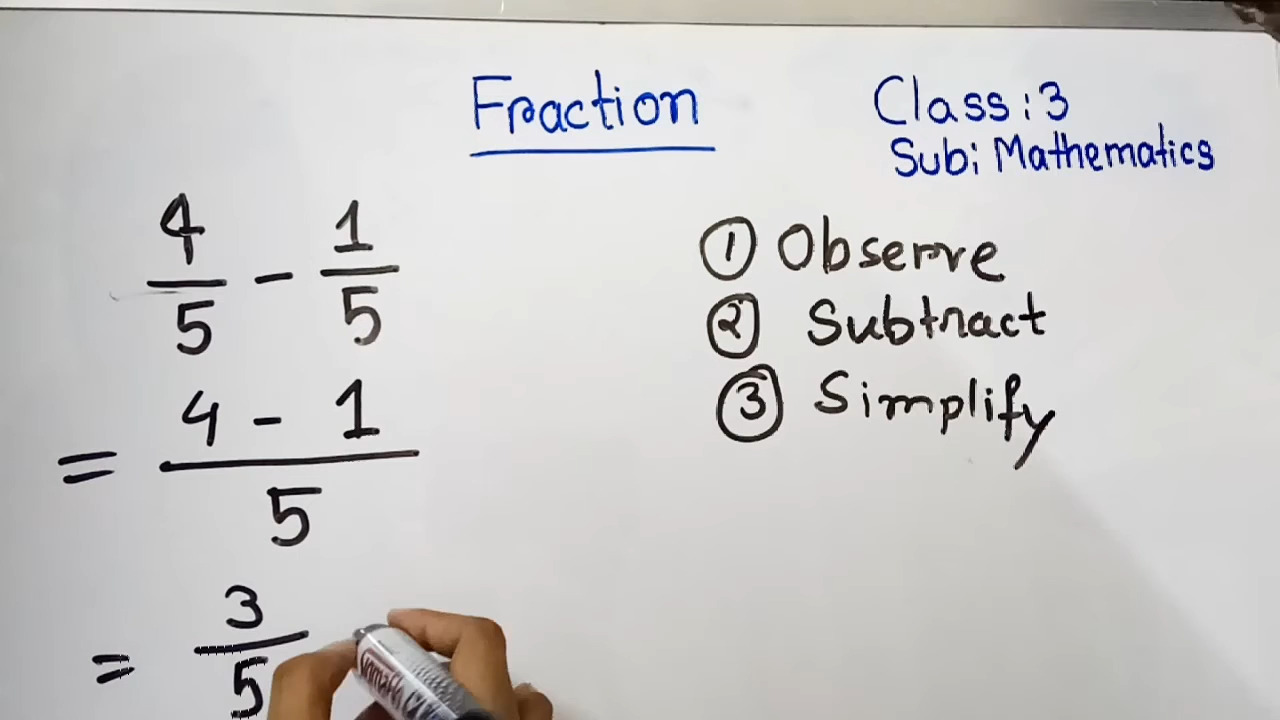 Fraction
Class: 3
Sub: Mathematics
4/5 - 1/5
= 4 - 1 / 5
= 3/5
① Observe
② Subtract
③ Simplify